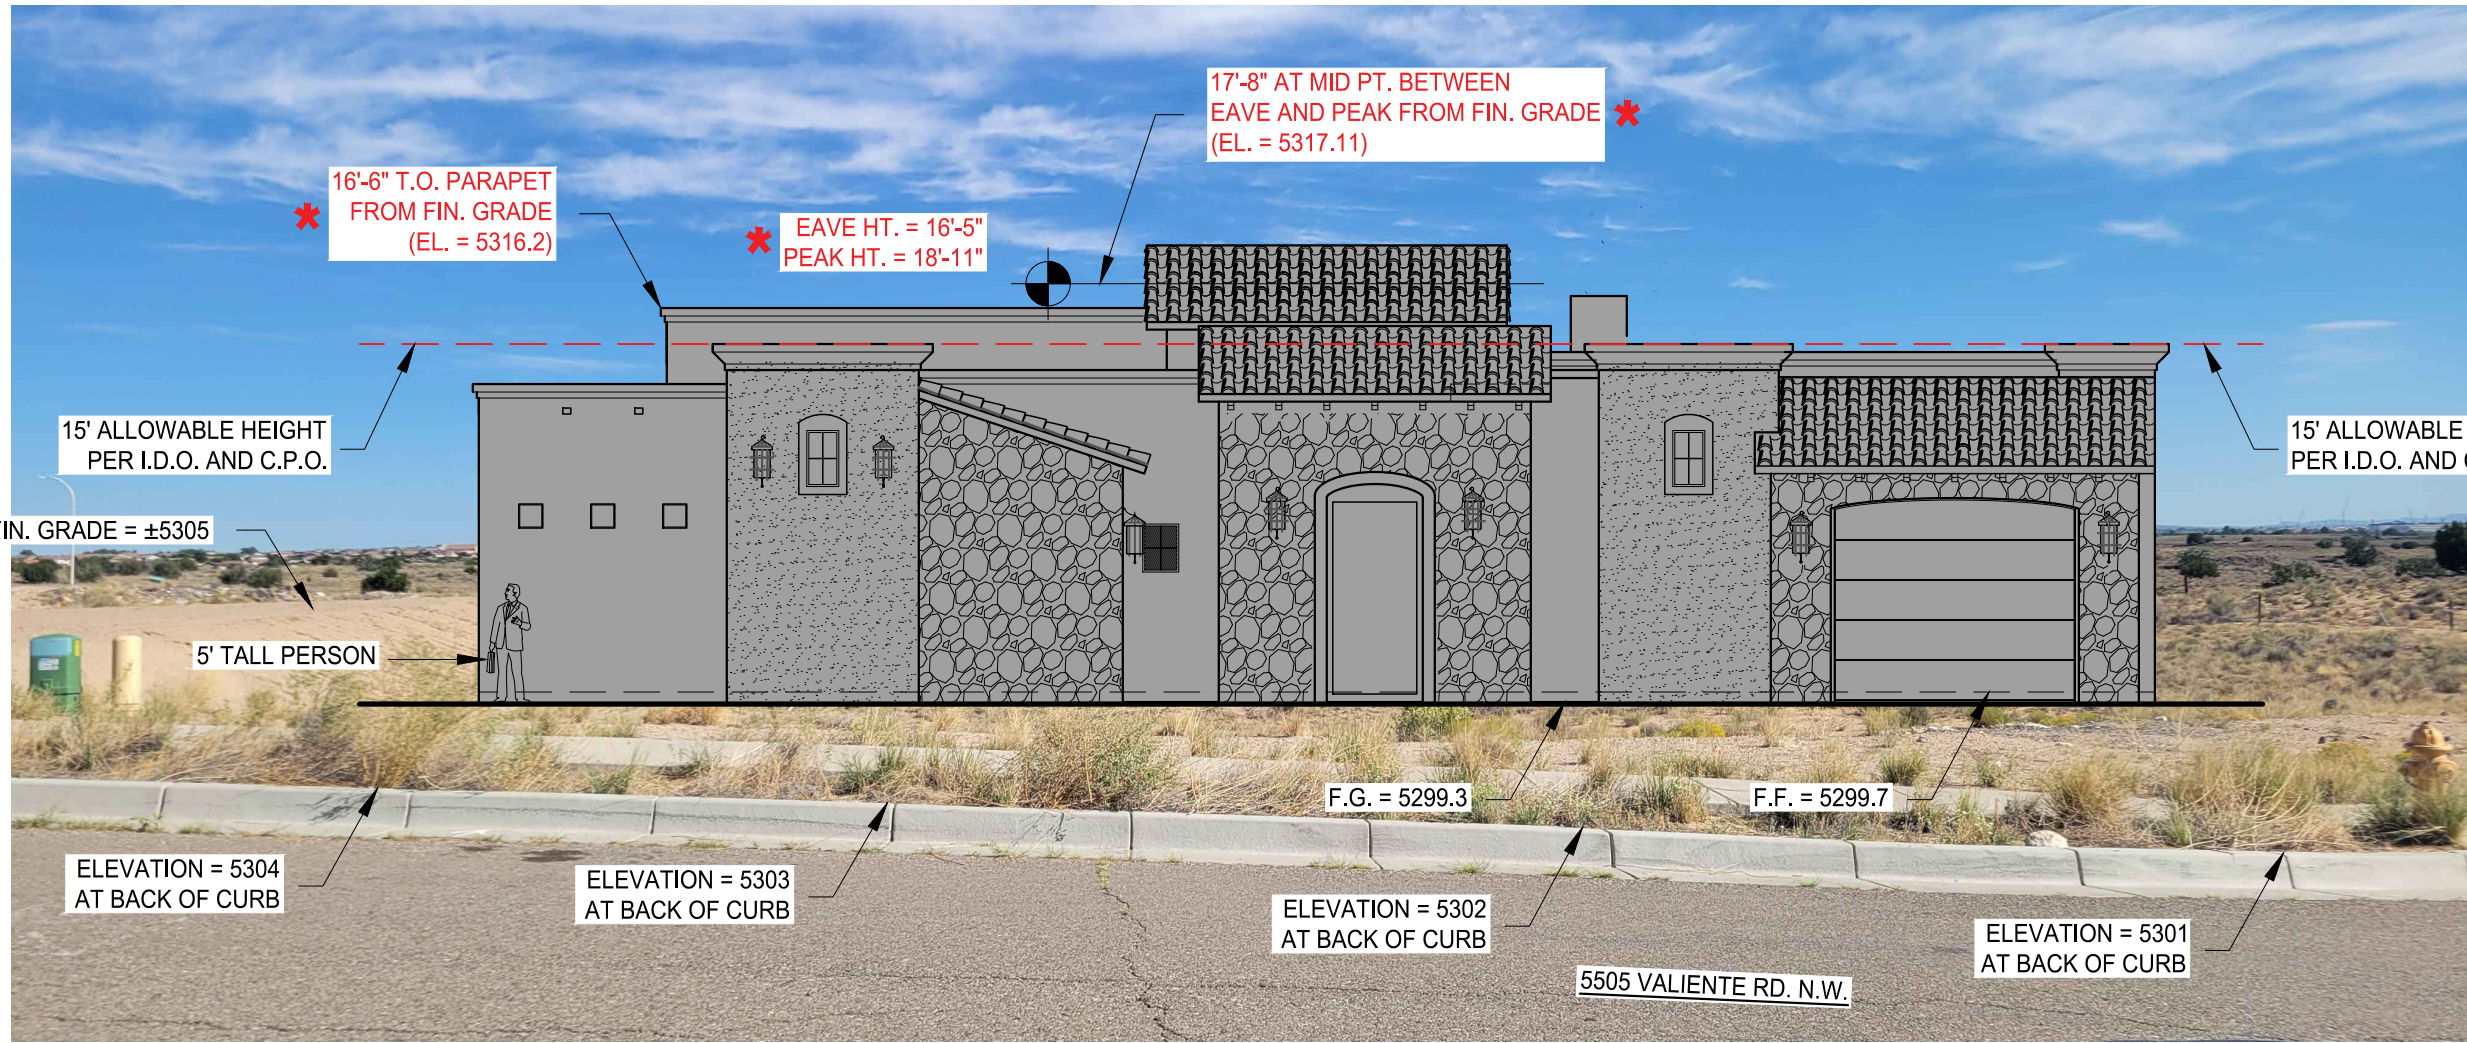 17'-8" AT MID PT. BETWEEN
EAVE AND PEAK FROM FIN. GRADE
(EL. = 5317.11)
16'-6" T.O. PARAPET
FROM FIN. GRADE
(EL. = 5316.2)
EAVE HT. = 16'-5"
PEAK HT. = 18'-11"
15' ALLOWABLE HEIGHT
PER I.D.O. AND C.P.O.
15' ALLOWABLE
PER I.D.O. AND
IN. GRADE = ±5305
5' TALL PERSON
F.G. = 5299.3
F.F. = 5299.7
ELEVATION = 5304
AT BACK OF CURB
ELEVATION = 5303
AT BACK OF CURB
ELEVATION = 5302
AT BACK OF CURB
ELEVATION = 5301
AT BACK OF CURB
5505 VALIENTE RD. N.W.